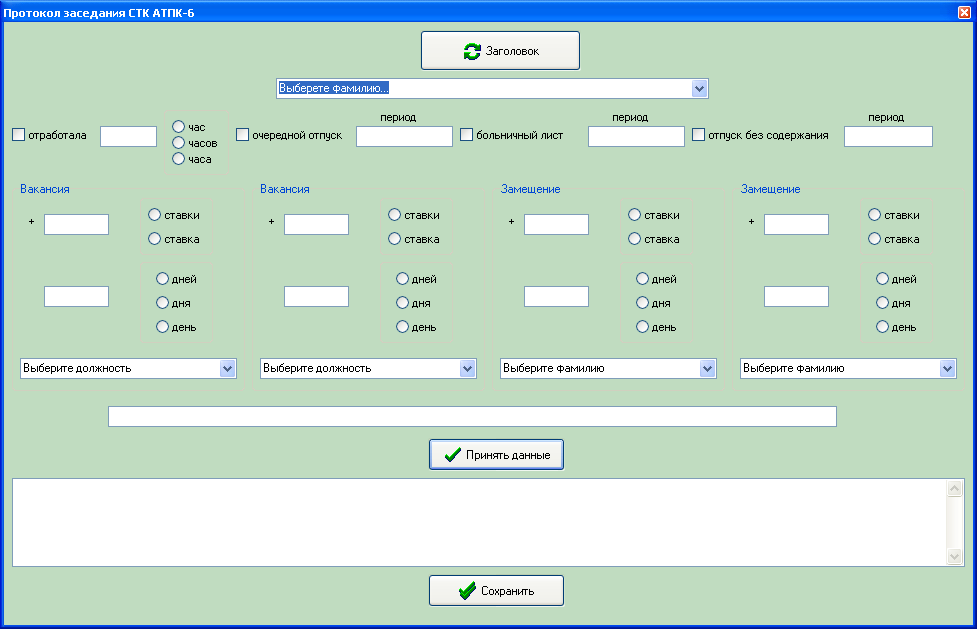 Протокол заседания СТК АТПК-6
Заголовок
Выберете Фамилию...
период период период
отработала час очередной отпуск больничный лист отпуск без содержания
часов
часа
Вакансия Вакансия Замещение Замещение
+ ставки + ставки + ставки + ставки
ставка ставка ставка ставка
дней дней дней дней
дня дня дня дня
день день день день
Выберите должность Выберите должность Выберите Фамилию Выберите Фамилию
Принять данные
Сохранить